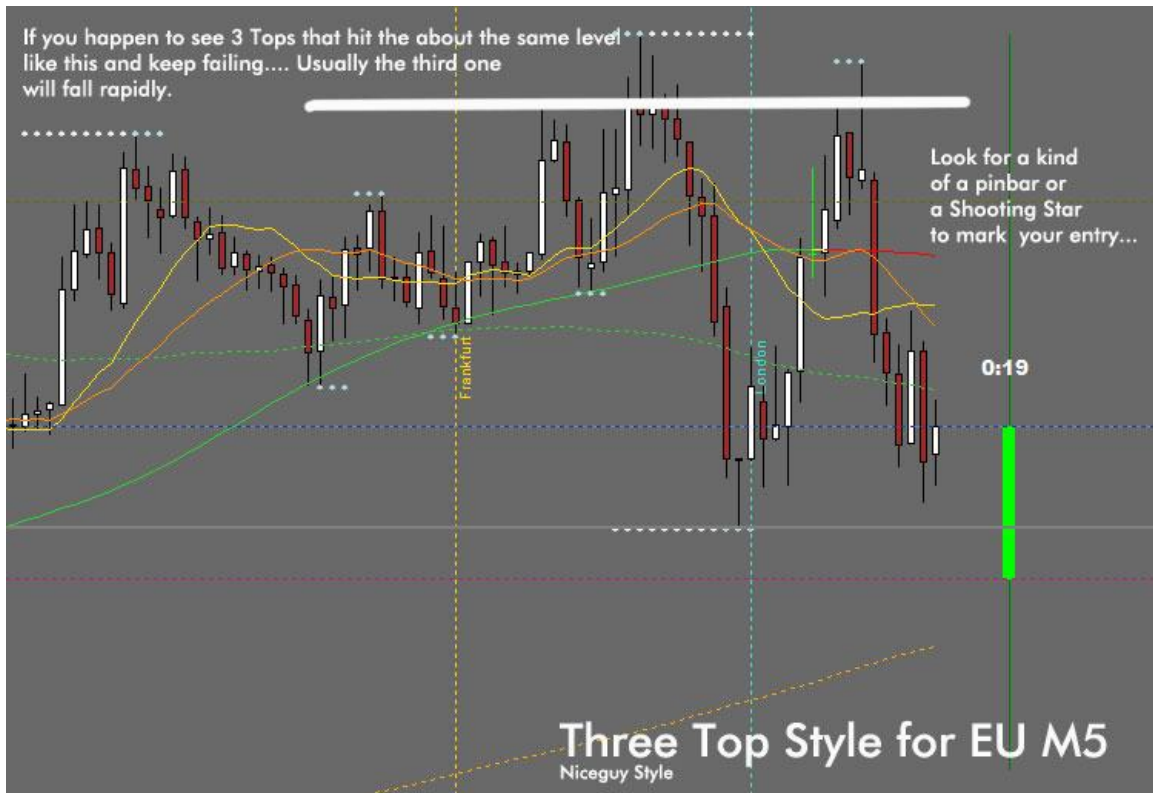 If you happen to see 3 Tops that hit the about the same level
like this and keep failing.... Usually the third one
will fall rapidly.
Look for a kind
of a pinbar or
a Shooting Star
to mark your entry...
Frankfurt
London
0:19
Three Top Style for EU M5
Niceguy Style